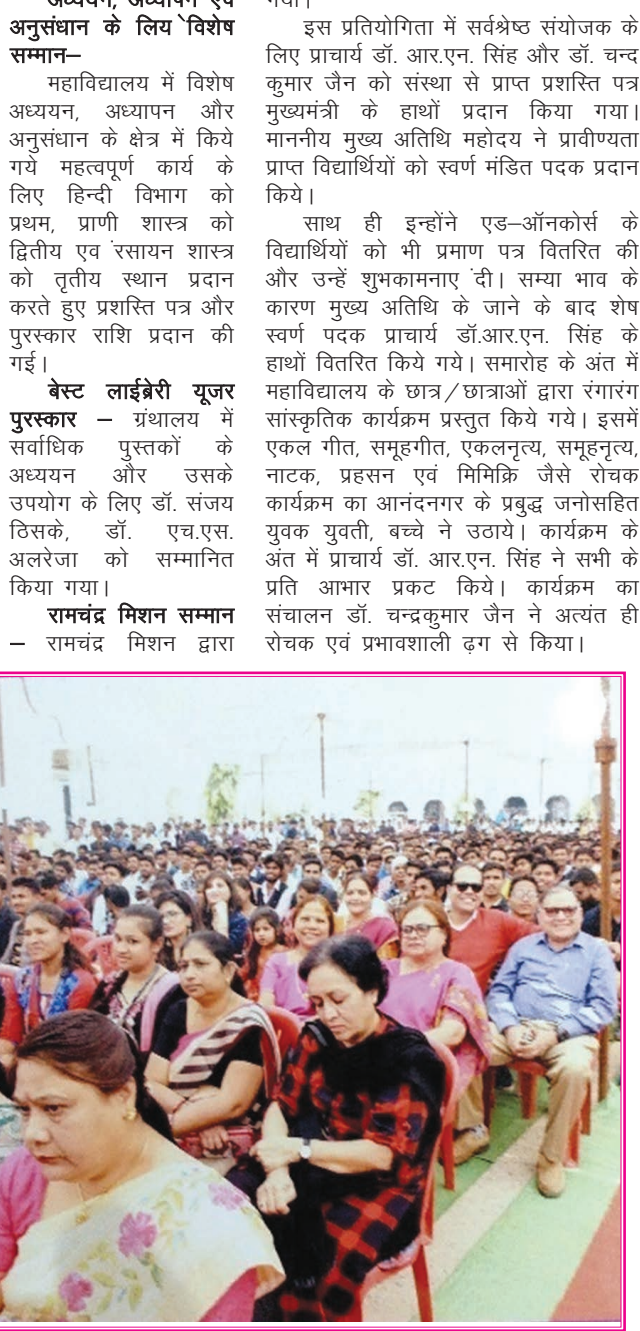 अध्ययन, अध्यापन एवं
अनुसंधान के लिये विशेष
सम्मान–
महाविद्यालय में विशेष
अध्ययन, अध्यापन और
अनुसंधान के क्षेत्र में किये
गये महत्वपूर्ण कार्य के
लिए हिन्दी विभाग को
प्रथम, प्राणी शास्त्र को
द्वितीय एवं रसायन शास्त्र
को तृतीय स्थान प्रदान
करते हुए प्रशस्ति पत्र और
पुरस्कार राशि प्रदान की
गई।
बेस्ट लाईब्रेरी यूजर
पुरस्कार – ग्रंथालय में
सर्वाधिक पुस्तकों के
अध्ययन और उसके
उपयोग के लिए डॉ. संजय
ठिसके, डॉ. एच.एस.
अलरेजा को सम्मानित
किया गया।
रामचंद्र मिशन सम्मान
– रामचंद्र मिशन द्वारा
गया।
इस प्रतियोगिता में सर्वश्रेष्ठ संयोजक के
लिए प्राचार्य डॉ. आर.एन. सिंह और डॉ. चन्द
कुमार जैन को संस्था से प्राप्त प्रशस्ति पत्र
मुख्यमंत्री के हाथों प्रदान किया गया।
माननीय मुख्य अतिथि महोदय ने प्रावीण्यता
प्राप्त विद्यार्थियों को स्वर्ण मंडित पदक प्रदान
किये।
साथ ही इन्होंने एड–ऑनकोर्स के
विद्यार्थियों को भी प्रमाण पत्र वितरित की
और उन्हें शुभकामनाएं दी। सम्या भाव के
कारण मुख्य अतिथि के जाने के बाद शेष
स्वर्ण पदक प्राचार्य डॉ.आर.एन. सिंह के
हाथों वितरित किये गये। समारोह के अंत में
महाविद्यालय के छात्र/छात्राओं द्वारा रंगारंग
सांस्कृतिक कार्यक्रम प्रस्तुत किये गये। इसमें
एकल गीत, समूहगीत, एकलनृत्य, समूहनृत्य,
नाटक, प्रहसन एवं मिमिक्रि जैसे रोचक
कार्यक्रम का आनंदनगर के प्रबुद्ध जनोसहित
युवक युवती, बच्चे ने उठाये। कार्यक्रम के
अंत में प्राचार्य डॉ. आर.एन. सिंह ने सभी के
प्रति आभार प्रकट किये। कार्यक्रम का
संचालन डॉ. चन्द्रकुमार जैन ने अत्यंत ही
रोचक एवं प्रभावशाली ढ़ग से किया।